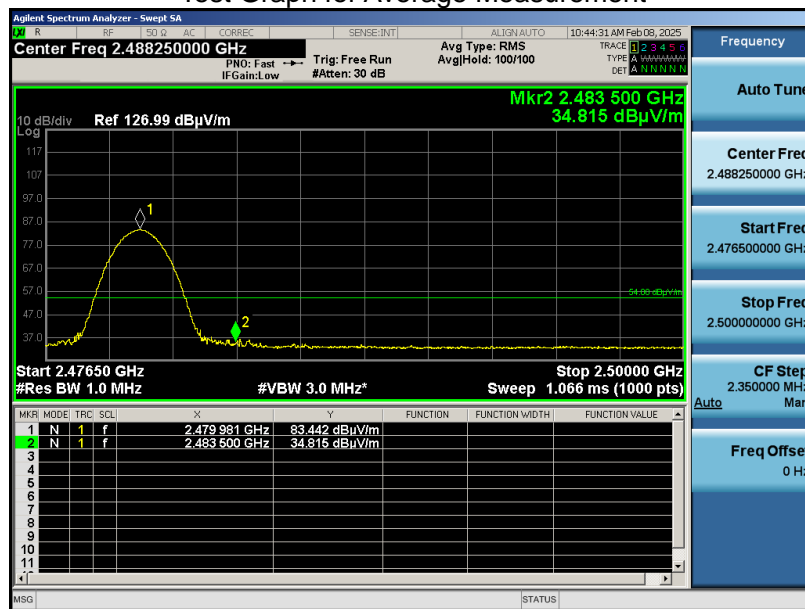 Test Graph for Average Measurement
Agilent Spectrum Analyzer - Swept SA
LXI R RF 50 Ω AC CORREC SENSE:INT ALIGN AUTO 10:44:31 AM Feb 08, 2025
Center Freq 2.488250000 GHz
PNO: Fast
IFGain:Low
Trig: Free Run
#Atten: 30 dB
Avg Type: RMS
Avg|Hold: 100/100
TRACE 1 2 3 4 5 6
TYPE A WWWWW
DET A N N N N N
Mkr2 2.483 500 GHz
34.815 dBµV/m
10 dB/div Ref 126.99 dBµV/m
Log
117
107
97.0
87.0
77.0
67.0
57.0
47.0
37.0
1
2
54.00 dBµV/m
Start 2.47650 GHz Stop 2.50000 GHz
#Res BW 1.0 MHz #VBW 3.0 MHz* Sweep 1.066 ms (1000 pts)
MKR MODE TRC SCL X Y FUNCTION FUNCTION WIDTH FUNCTION VALUE
1 N 1 f 2.479 981 GHz 83.442 dBµV/m
2 N 1 f 2.483 500 GHz 34.815 dBµV/m
3
4
5
6
7
8
9
10
11
MSG STATUS
Frequency
Auto Tune
Center Freq
2.488250000 GHz
Start Freq
2.476500000 GHz
Stop Freq
2.500000000 GHz
CF Step
2.350000 MHz
Auto Man
Freq Offset
0 Hz